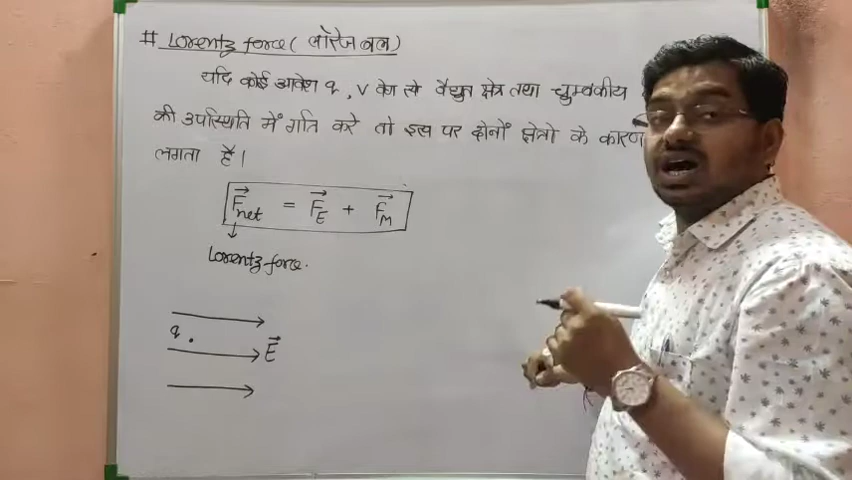 # Lorentz force ( लॉरेंज बल )
यदि कोई आवेश q, v वेग से वैद्युत क्षेत्र तथा चुम्बकीय
की उपस्थिति में गति करे तो इस पर दोनों क्षेत्रो के कारण
लगता है।
F⃗net = F⃗E + F⃗M
Lorentz force.
q.
E⃗